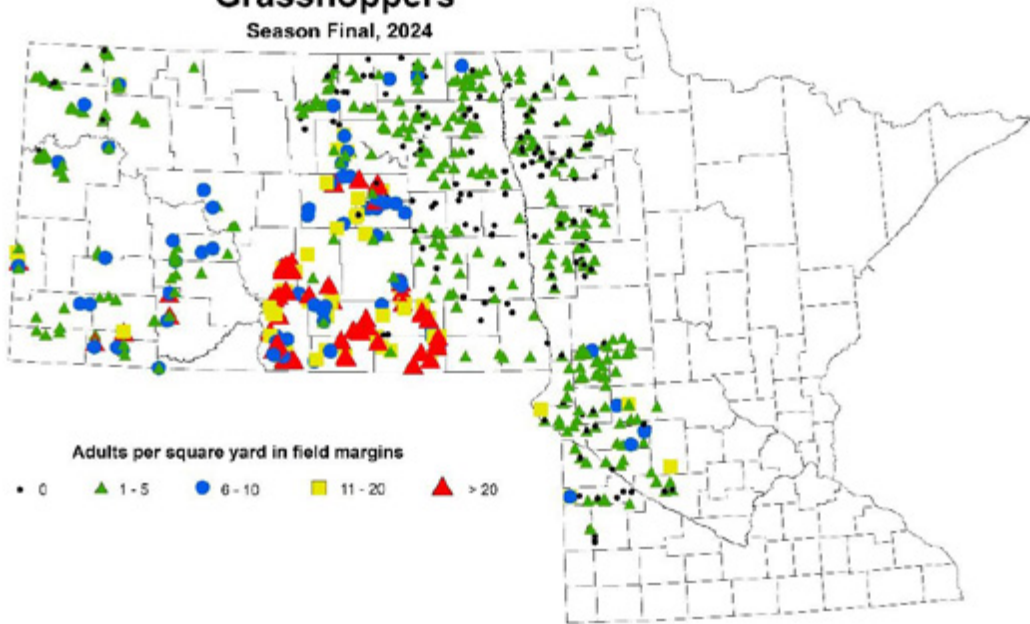 Grasshoppers
Season Final, 2024
Adults per square yard in field margins
0 1 - 5 6 - 10 11 - 20 > 20